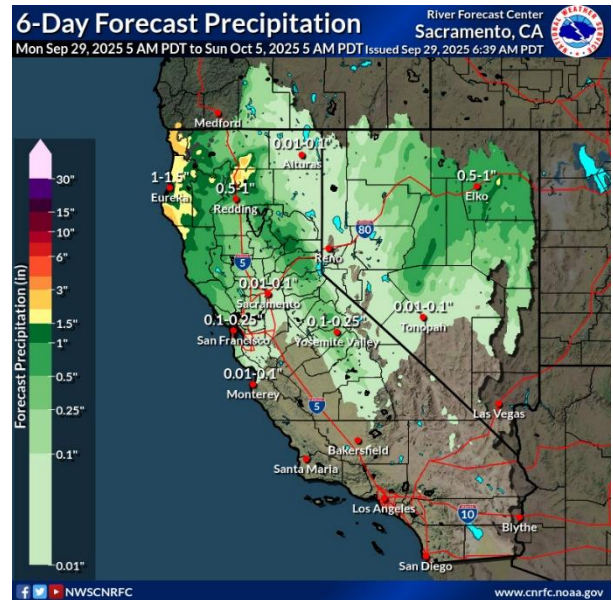 6-Day Forecast Precipitation
Mon Sep 29, 2025 5 AM PDT to Sun Oct 5, 2025 5 AM PDT
River Forecast Center
Sacramento, CA
Issued Sep 29, 2025 6:39 AM PDT
NATIONAL WEATHER SERVICE
Forecast Precipitation (in)
30"
15"
10"
6"
3"
1.5"
1"
0.5"
0.25"
0.1"
0.01"
Medford
0.01-0.1"
Alturas
1-1.5"
Eureka
0.5-1"
Redding
0.5-1"
Elko
80
Reno
5
0.01-0.1"
Sacramento
0.1-0.25"
San Francisco
0.1-0.25"
Yosemite Valley
0.01-0.1"
Tonopah
0.01-0.1"
Monterey
5
Las Vegas
Bakersfield
Santa Maria
Los Angeles
10
Blythe
San Diego
NWSCNRFC
www.cnrfc.noaa.gov